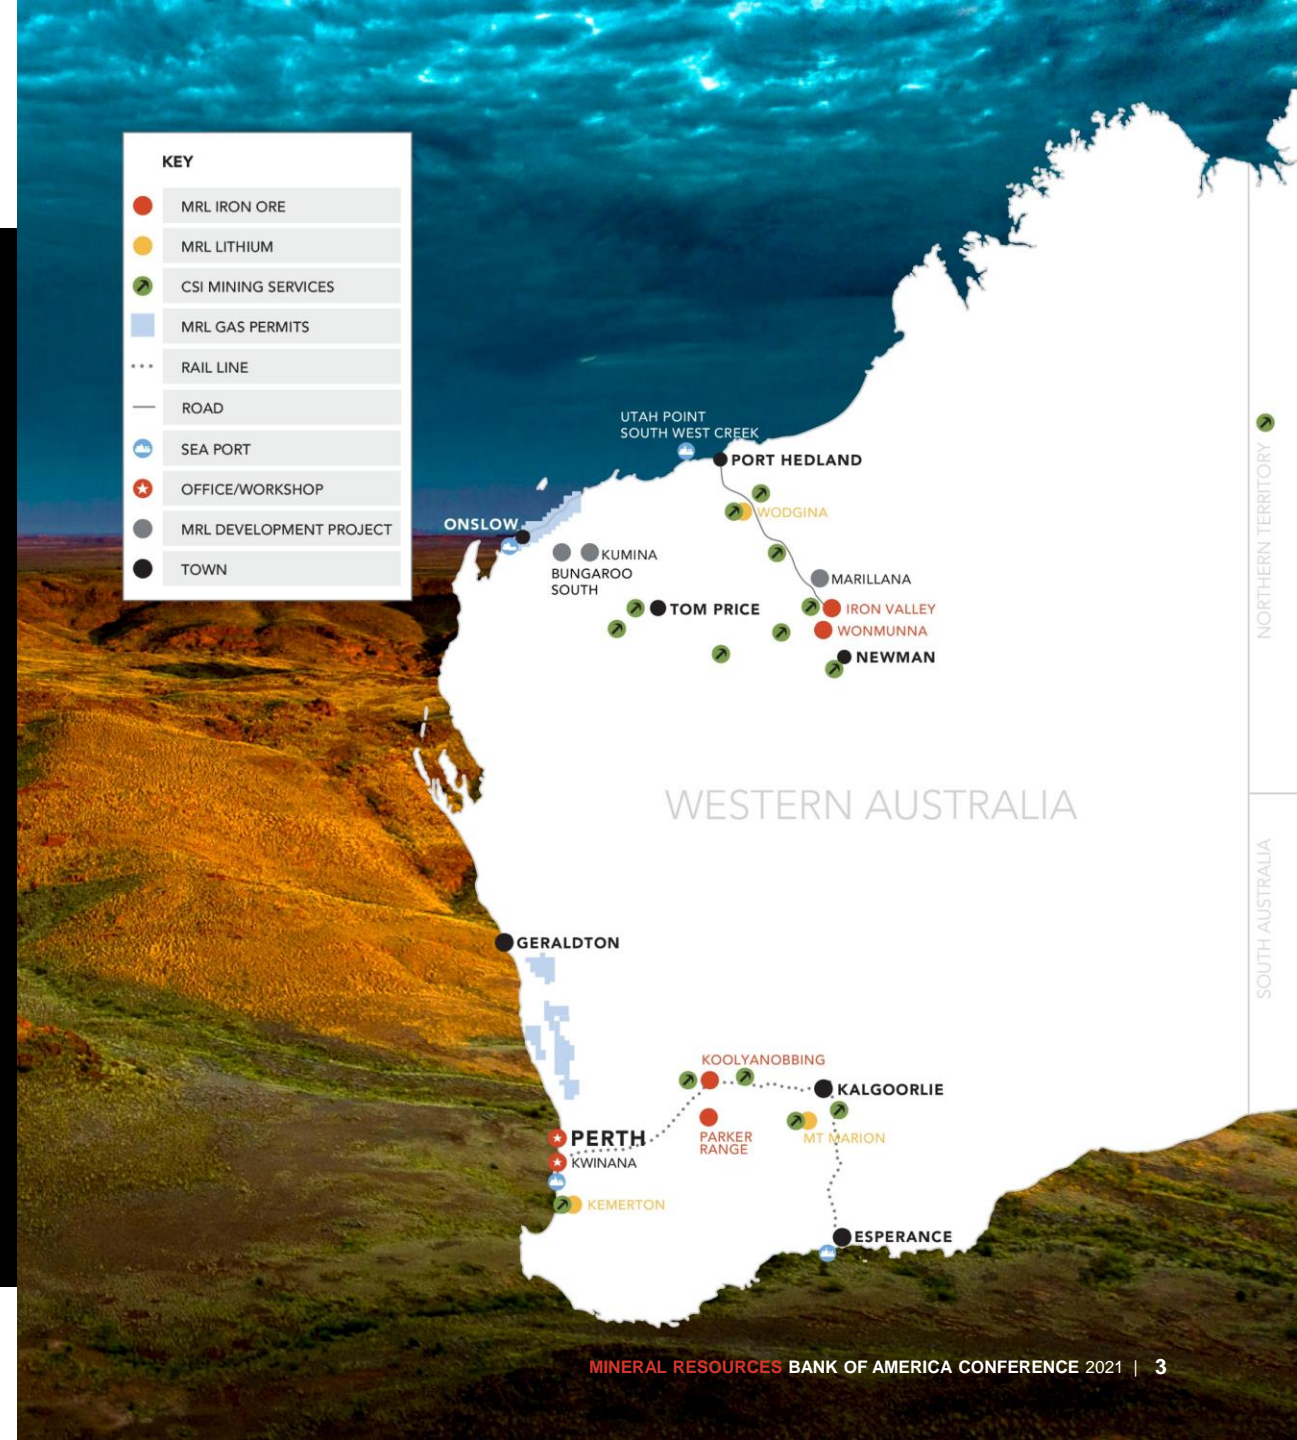 KEY
MRL IRON ORE
MRL LITHIUM
CSI MINING SERVICES
MRL GAS PERMITS
RAIL LINE
ROAD
SEA PORT
OFFICE/WORKSHOP
MRL DEVELOPMENT PROJECT
TOWN
UTAH POINT
SOUTH WEST CREEK
PORT HEDLAND
WODGINA
ONSLOW
KUMINA
BUNGAROO
SOUTH
MARILLANA
TOM PRICE
IRON VALLEY
WONMUNNA
NEWMAN
NORTHERN TERRITORY
WESTERN AUSTRALIA
SOUTH AUSTRALIA
GERALDTON
KOOLYANOBBING
KALGOORLIE
PERTH
PARKER
RANGE
MT MARION
KWINANA
KEMERTON
ESPERANCE
MINERAL RESOURCES BANK OF AMERICA CONFERENCE 2021 | 3